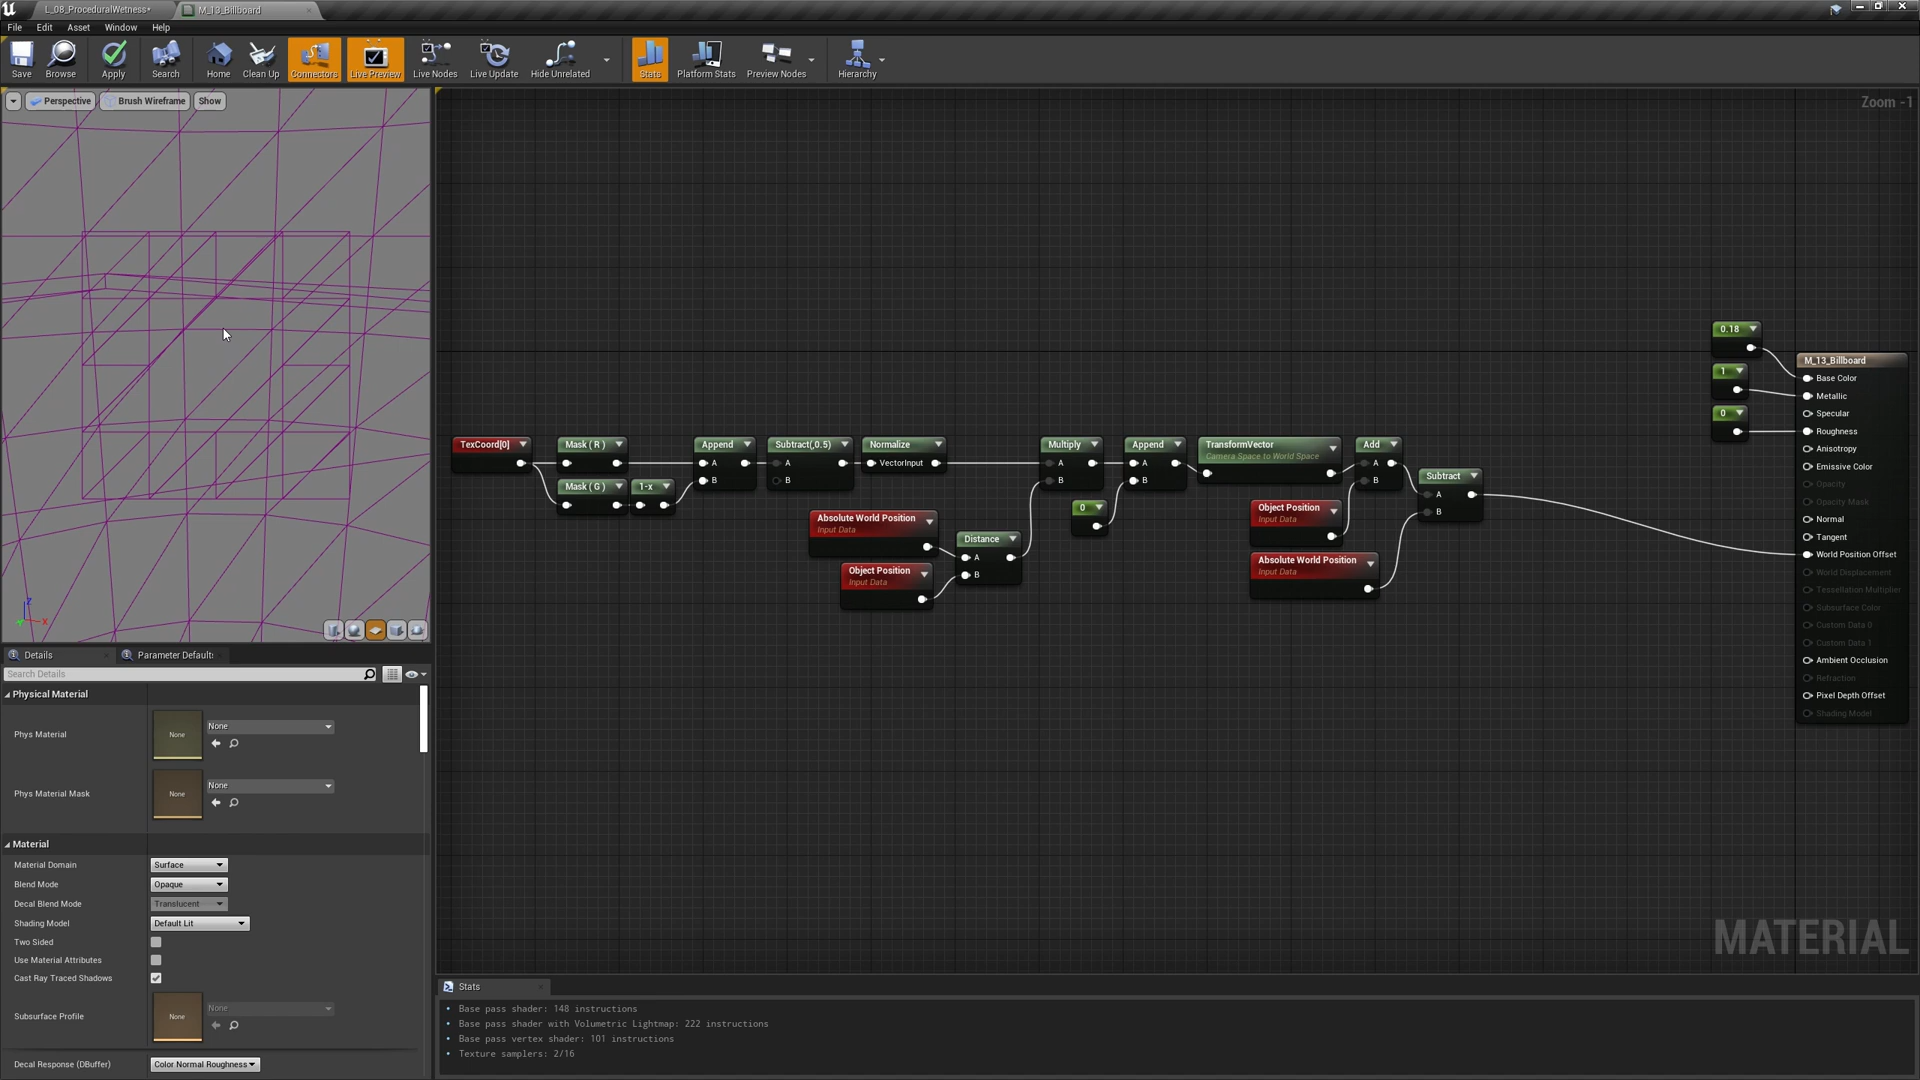 L_08_ProceduralWetness*
M_13_Billboard
File Edit Asset Window Help
Save Browse Apply Search Home Clean Up Connectors Live Preview Live Nodes Live Update Hide Unrelated Stats Platform Stats Preview Nodes Hierarchy
Perspective Brush Wireframe Show
Zoom -1
0.18
M_13_Billboard
1
Base Color
Metallic
0
Specular
Roughness
Anisotropy
Emissive Color
Opacity
Opacity Mask
Normal
Tangent
World Position Offset
World Displacement
Tessellation Multiplier
Subsurface Color
Custom Data 0
Custom Data 1
Ambient Occlusion
Refraction
Pixel Depth Offset
Shading Model
TexCoord[0]
Mask ( R )
Mask ( G )
1-x
Append
A
B
Subtract(,0.5)
A
B
Normalize
VectorInput
Absolute World Position
Input Data
Object Position
Input Data
Distance
A
B
Multiply
A
B
0
Append
A
B
TransformVector
Camera Space to World Space
Object Position
Input Data
Absolute World Position
Input Data
Add
A
B
Subtract
A
B
Z
X
Details
Parameter Default
Search Details
Physical Material
Phys Material
None
None
Phys Material Mask
None
None
Material
Material Domain Surface
Blend Mode Opaque
Decal Blend Mode Translucent
Shading Model Default Lit
Two Sided
Use Material Attributes
Cast Ray Traced Shadows
Subsurface Profile
None
None
Decal Response (DBuffer) Color Normal Roughness
MATERIAL
Stats
Base pass shader: 148 instructions
Base pass shader with Volumetric Lightmap: 222 instructions
Base pass vertex shader: 101 instructions
Texture samplers: 2/16